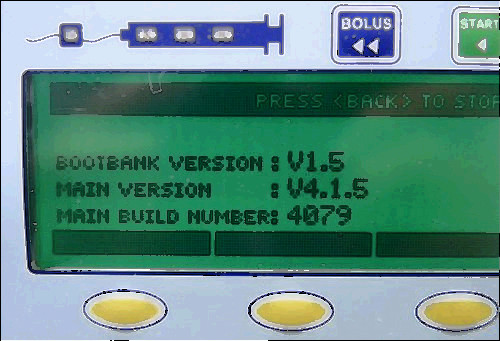 BOLUS
START
PRESS <BACK> TO STOP
BOOTBANK VERSION : V1.5
MAIN VERSION : V4.1.5
MAIN BUILD NUMBER: 4079